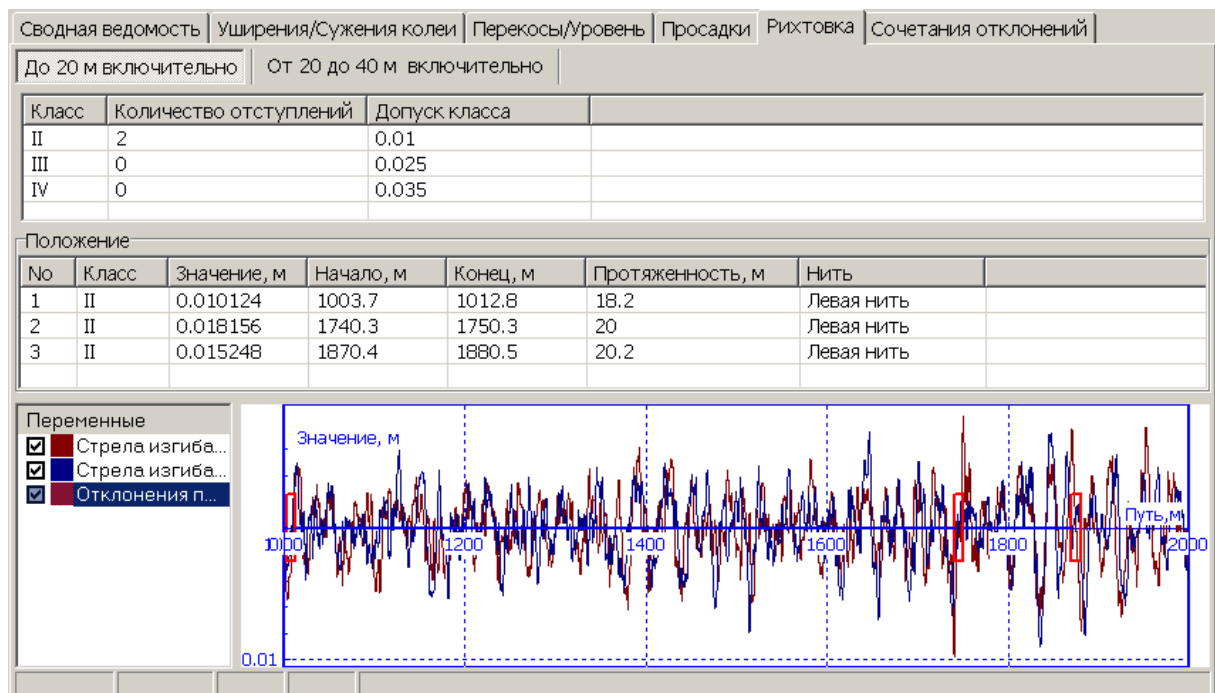 Сводная ведомость Уширения/Сужения колеи Перекосы/Уровень Просадки Рихтовка Сочетания отклонений
До 20 м включительно От 20 до 40 м включительно
Класс Количество отступлений Допуск класса
II 2 0.01
III 0 0.025
IV 0 0.035
Положение
No Класс Значение, м Начало, м Конец, м Протяженность, м Нить
1 II 0.010124 1003.7 1012.8 18.2 Левая нить
2 II 0.018156 1740.3 1750.3 20 Левая нить
3 II 0.015248 1870.4 1880.5 20.2 Левая нить
Переменные
Стрела изгиба...
Стрела изгиба...
Отклонения п...
Значение, м
Путь,м
1200 1400 1600 1800 2000
0.01